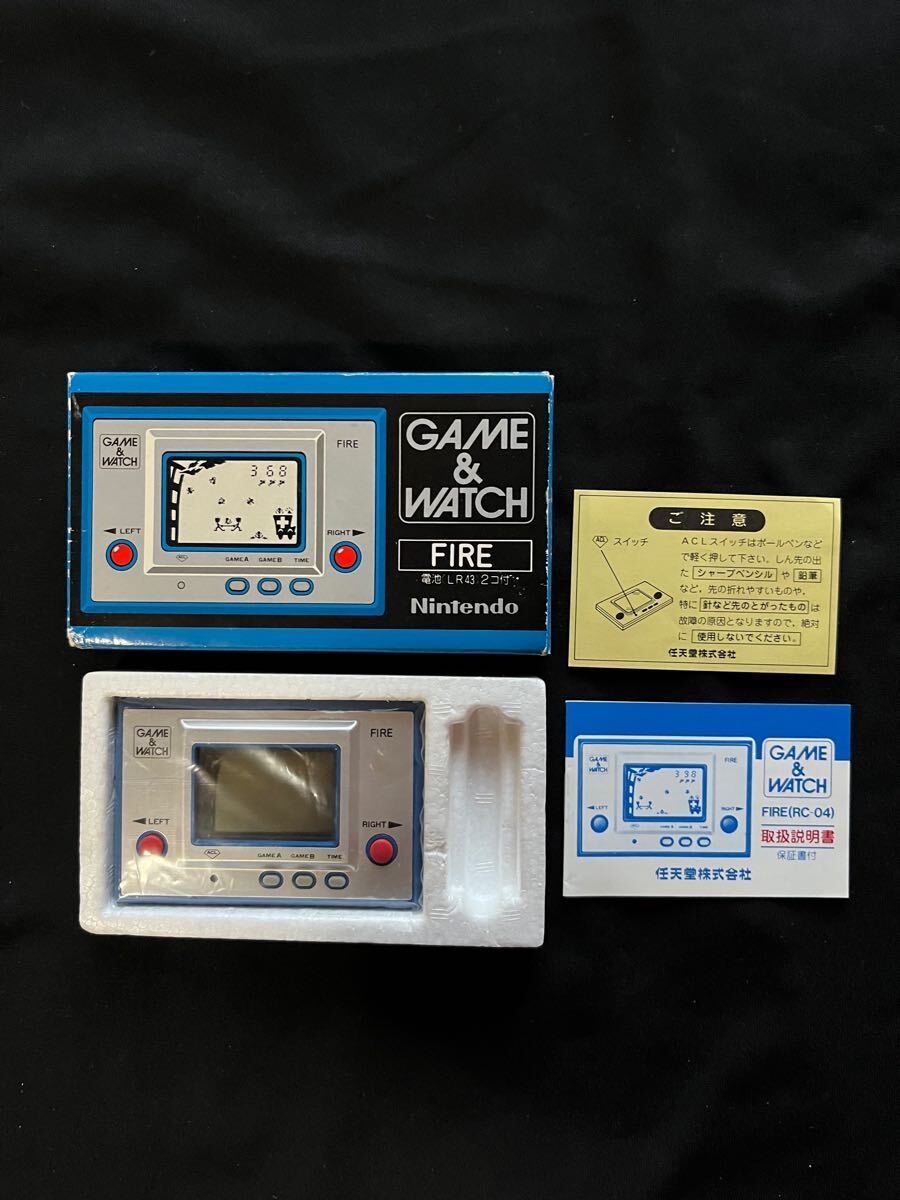 GAME
&
WATCH
FIRE
368
LEFT
RIGHT
ACL
GAME A GAME B TIME
GAME
&
WATCH
FIRE
電池(LR43)2コ付
Nintendo
ご注意
ACL スイッチ
ACLスイッチはボールペンなど
で軽く押して下さい。しん先の出
た シャープペンシル や 鉛筆
など、先の折れやすいものや、
特に 針など先のとがったもの は
故障の原因となりますので、絶対
に 使用しないでください。
任天堂株式会社
GAME
&
WATCH
FIRE
LEFT
RIGHT
ACL
GAME A GAME B TIME
GAME
&
WATCH
FIRE
398
LEFT
RIGHT
GAME A GAME B TIME
GAME
&
WATCH
FIRE(RC-04)
取扱説明書
保証書付
任天堂株式会社